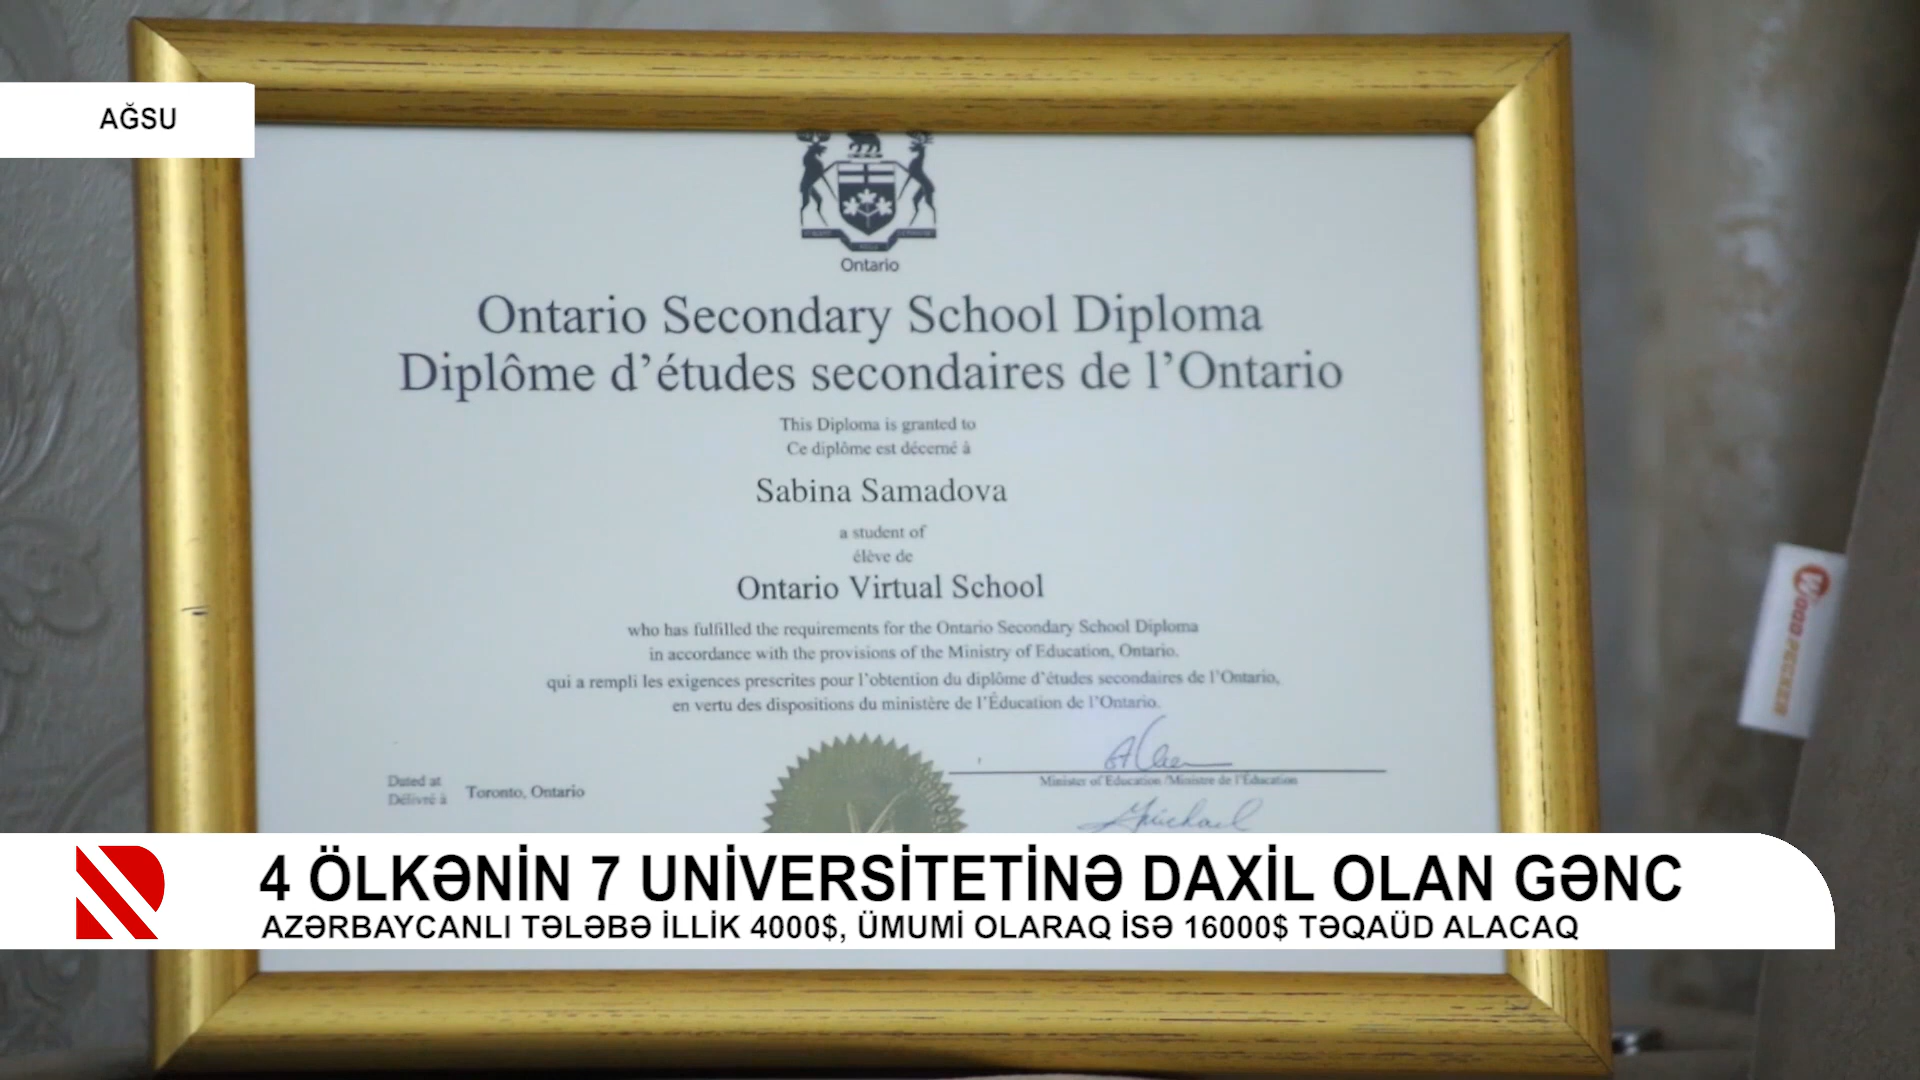 AĞSU
Ontario
Ontario Secondary School Diploma
Diplôme d'études secondaires de l'Ontario
This Diploma is granted to
Ce diplôme est décerné à
Sabina Samadova
a student of
élève de
Ontario Virtual School
who has fulfilled the requirements for the Ontario Secondary School Diploma
in accordance with the provisions of the Ministry of Education, Ontario.
qui a rempli les exigences prescrites pour l'obtention du diplôme d'études secondaires de l'Ontario,
en vertu des dispositions du ministère de l'Éducation de l'Ontario.
Dated at
Délivré à
Toronto, Ontario
Minister of Education /Ministre de l'Éducation
WOODPECKER
4 ÖLKƏNİN 7 UNİVERSİTETİNƏ DAXİL OLAN GƏNC
AZƏRBAYCANLI TƏLƏBƏ İLLİK 4000$, ÜMUMİ OLARAQ İSƏ 16000$ TƏQAÜD ALACAQ